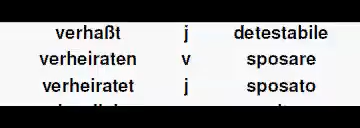 verhaßt j detestabile
verheiraten v sposare
verheiratet j sposato